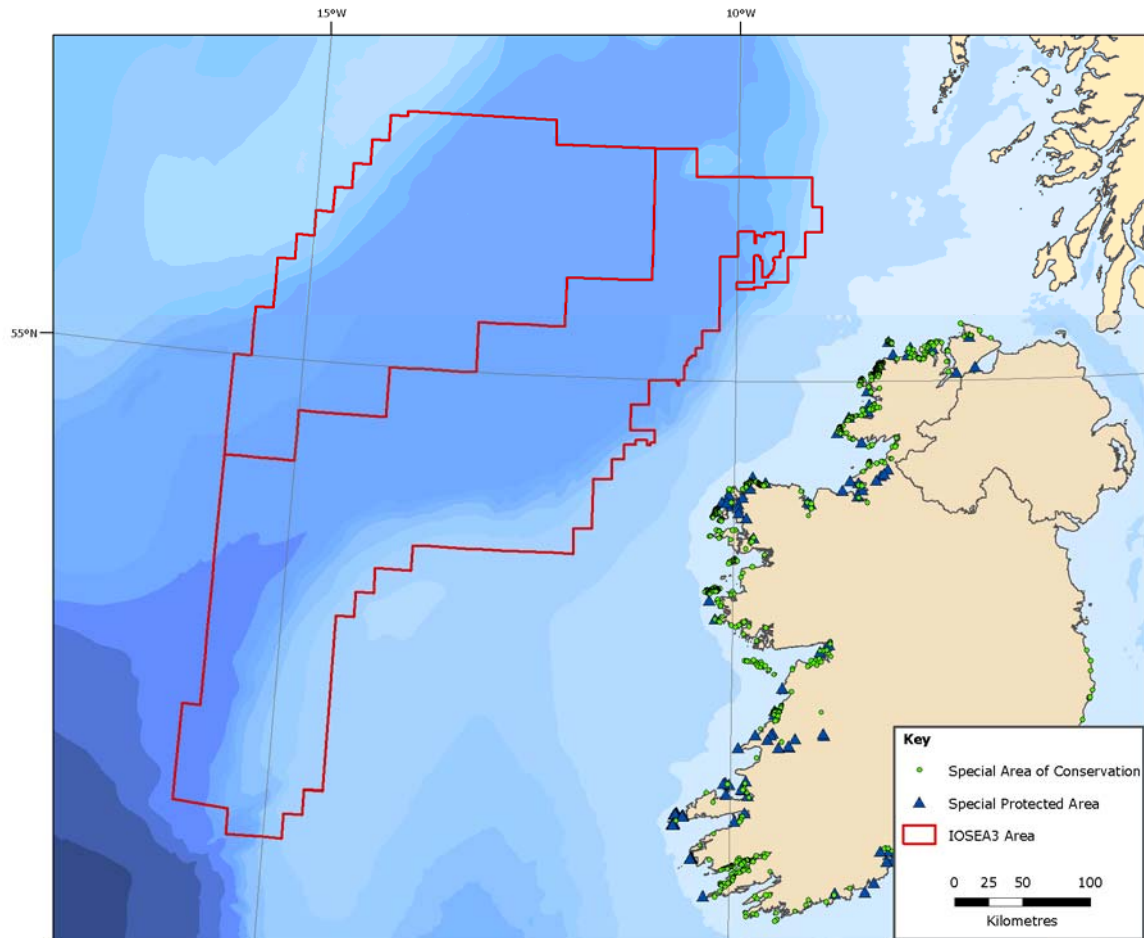 15°W 10°W
55°N
Key
Special Area of Conservation
Special Protected Area
IOSEA3 Area
0 25 50 100
Kilometres